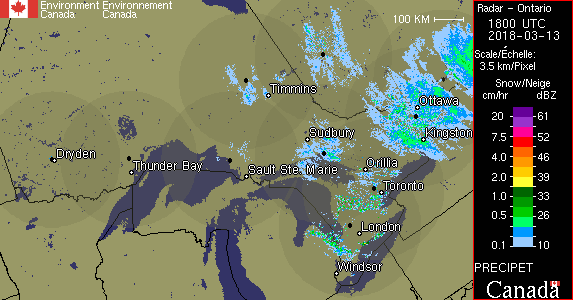 Environment Environnement
Canada Canada
100 KM
Timmins
Ottawa
Sudbury
Kingston
Dryden
Thunder Bay
Sault Ste. Marie
Orillia
Toronto
London
Windsor
Radar - Ontario
1800 UTC
2018-03-13
Scale/Échelle:
3.5 km/Pixel
Snow/Neige
cm/hr dBZ
20 61
7.5 52
4.0 46
2.0 39
1.0 33
0.5 26
0.1 10
PRECIPET
Canada